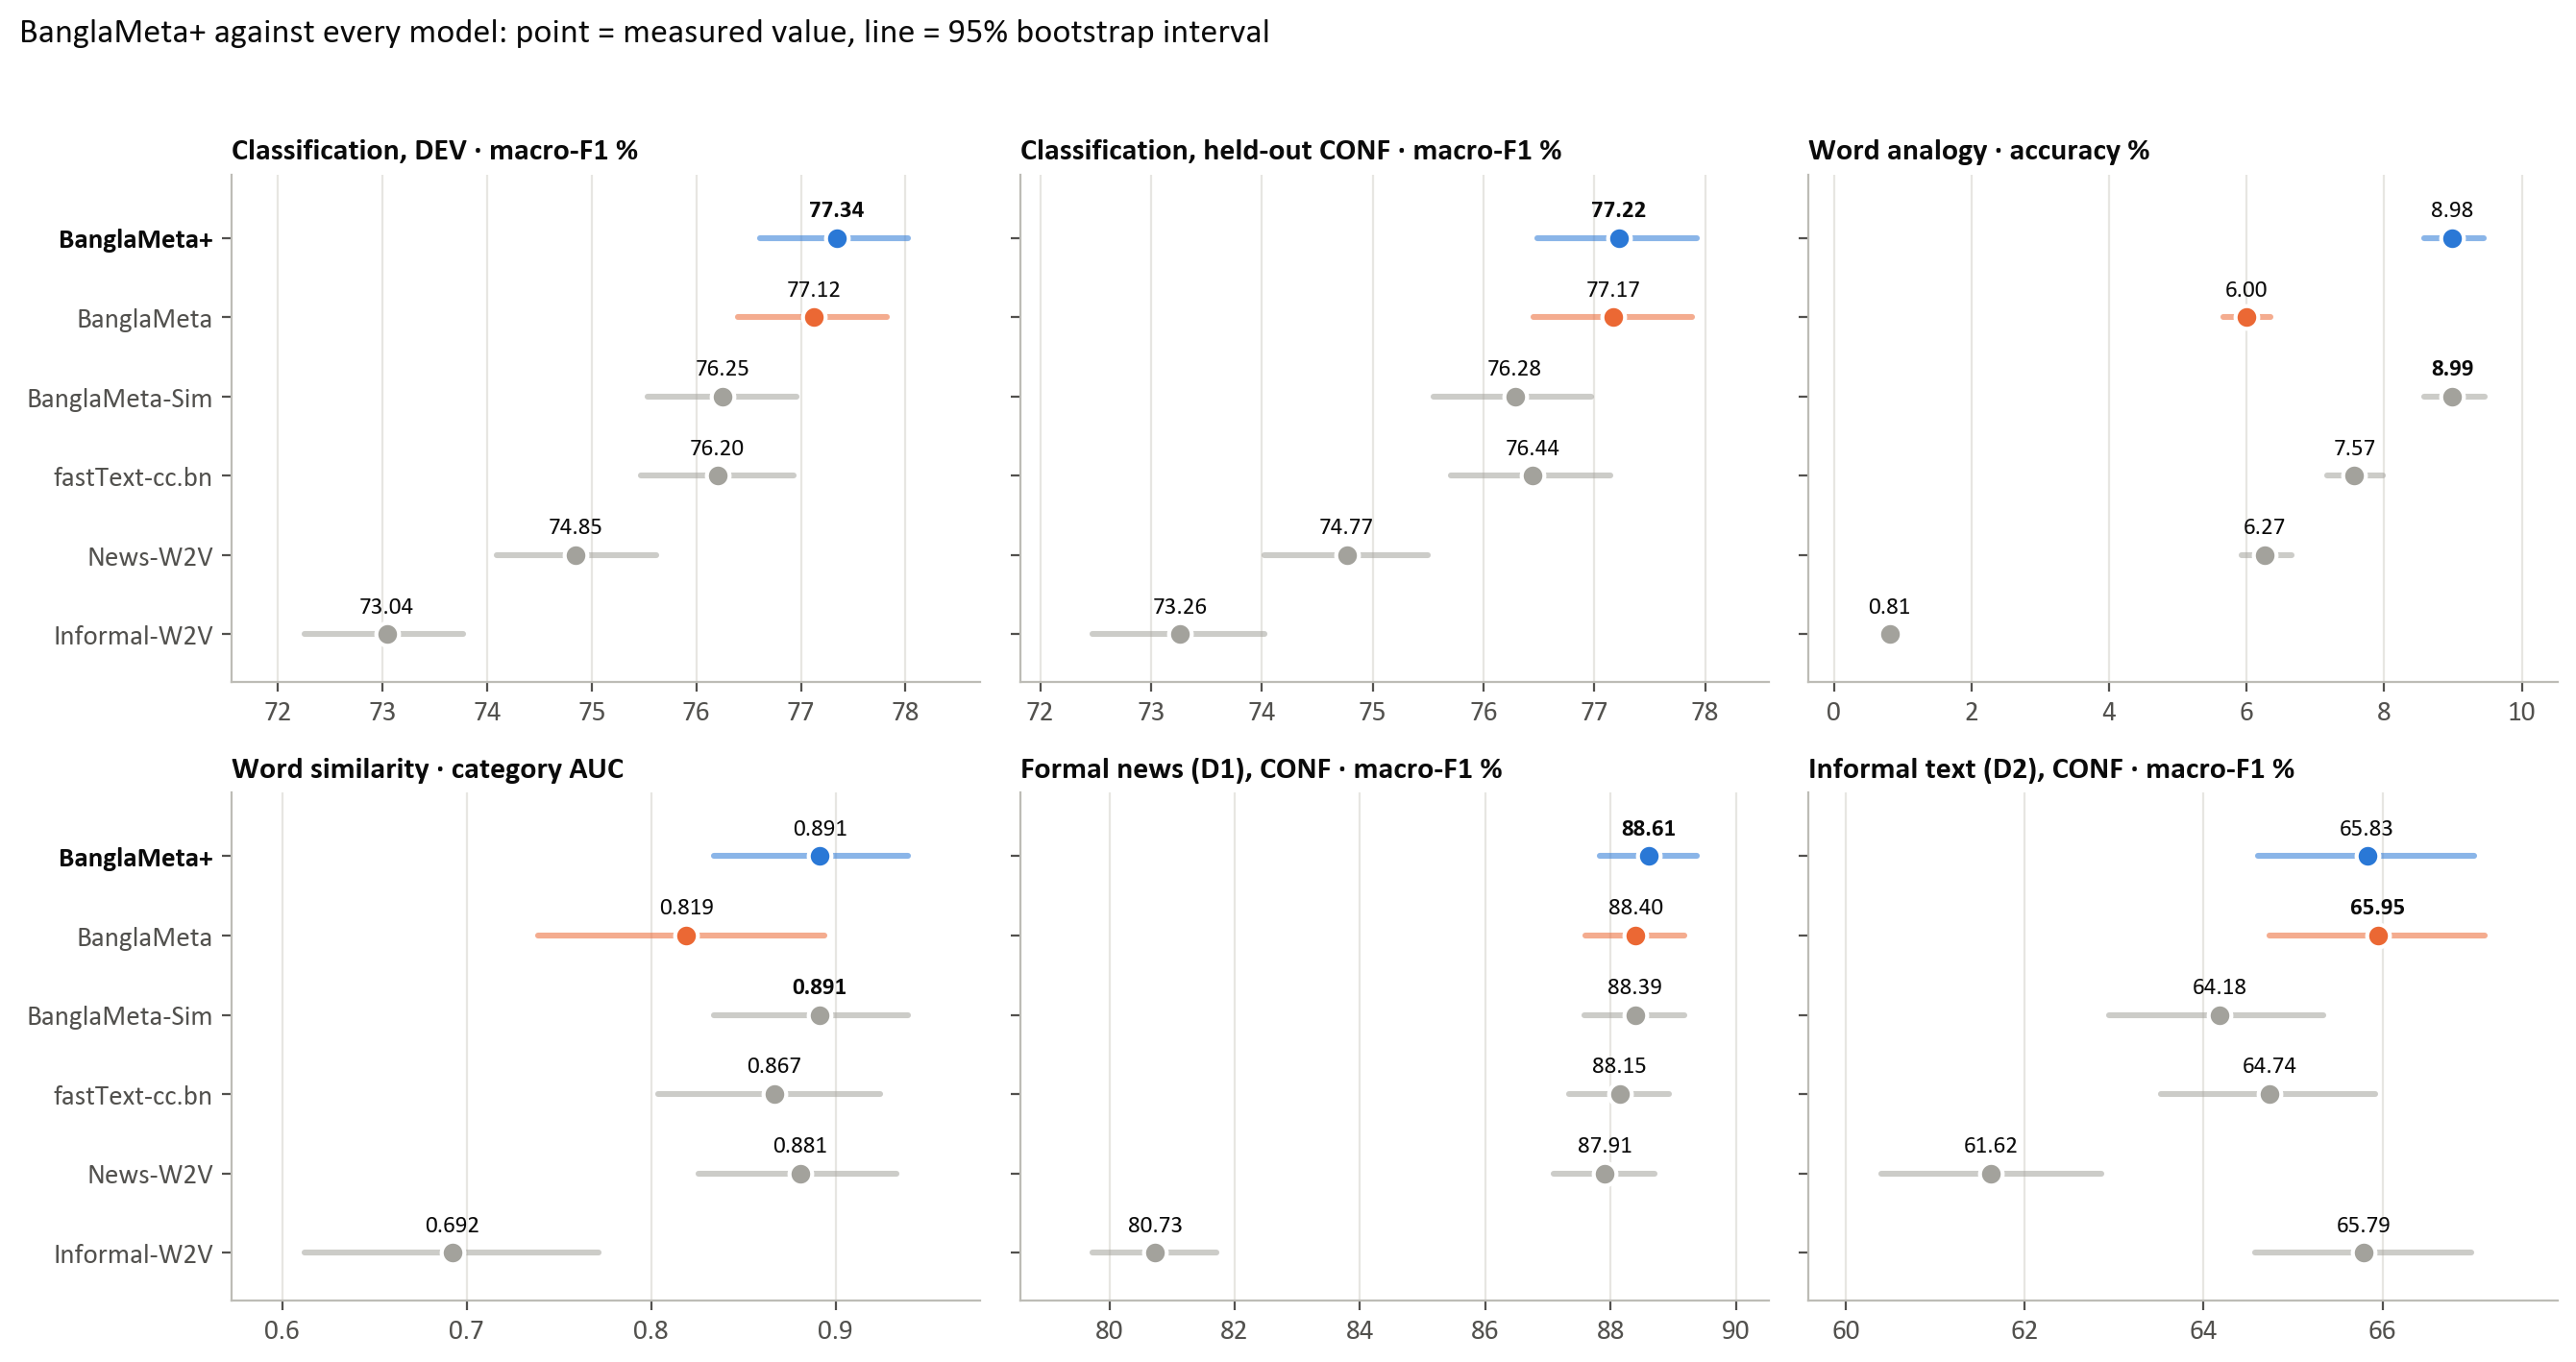 BanglaMeta+ against every model: point = measured value, line = 95% bootstrap interval
Classification, DEV · macro-F1 %
BanglaMeta+
BanglaMeta
BanglaMeta-Sim
fastText-cc.bn
News-W2V
Informal-W2V
77.34
77.12
76.25
76.20
74.85
73.04
72 73 74 75 76 77 78
Classification, held-out CONF · macro-F1 %
77.22
77.17
76.28
76.44
74.77
73.26
72 73 74 75 76 77 78
Word analogy · accuracy %
8.98
6.00
8.99
7.57
6.27
0.81
0 2 4 6 8 10
Word similarity · category AUC
BanglaMeta+
BanglaMeta
BanglaMeta-Sim
fastText-cc.bn
News-W2V
Informal-W2V
0.891
0.819
0.891
0.867
0.881
0.692
0.6 0.7 0.8 0.9
Formal news (D1), CONF · macro-F1 %
88.61
88.40
88.39
88.15
87.91
80.73
80 82 84 86 88 90
Informal text (D2), CONF · macro-F1 %
65.83
65.95
64.18
64.74
61.62
65.79
60 62 64 66